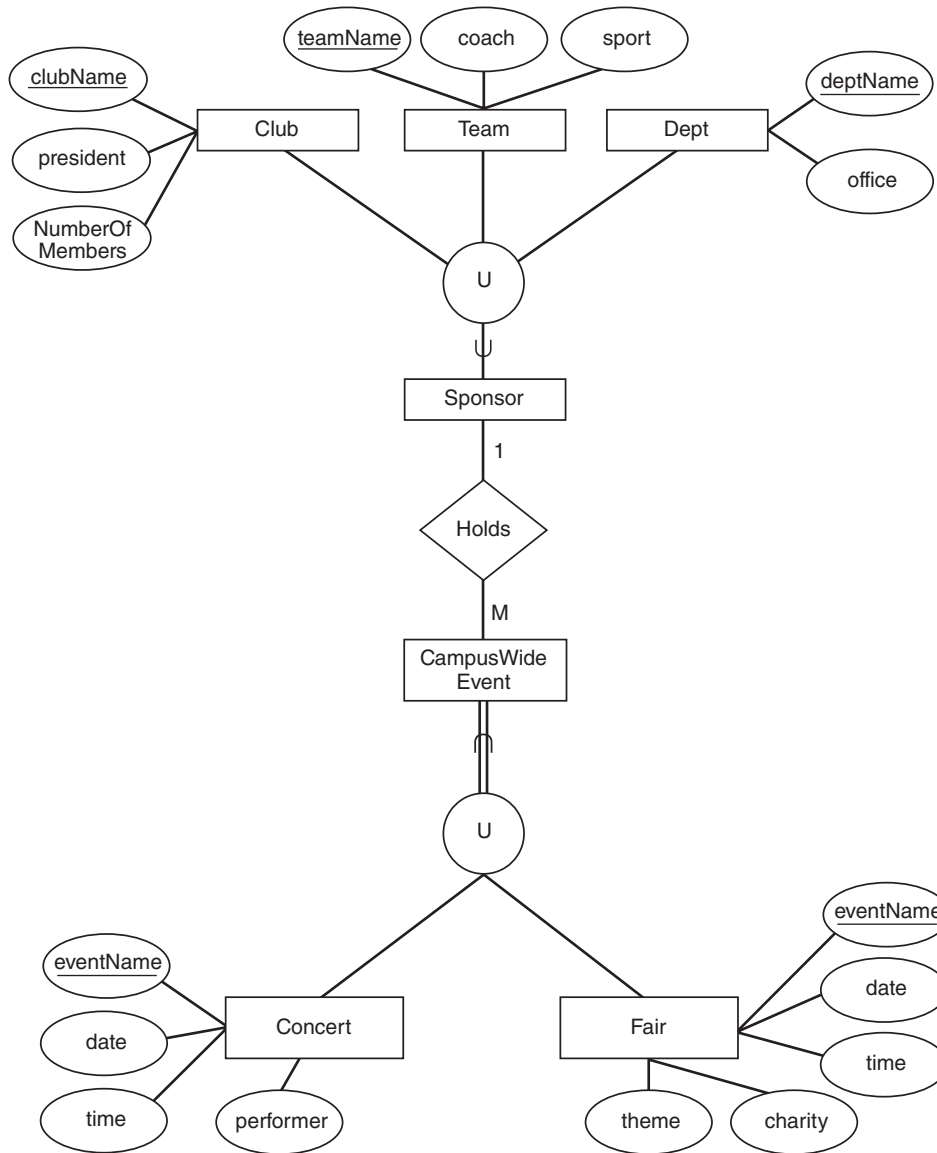 teamName
coach
sport
clubName
deptName
Club
Team
Dept
president
office
NumberOf
Members
U
Sponsor
1
Holds
M
CampusWide
Event
U
eventName
eventName
date
Concert
Fair
date
time
time
performer
theme
charity